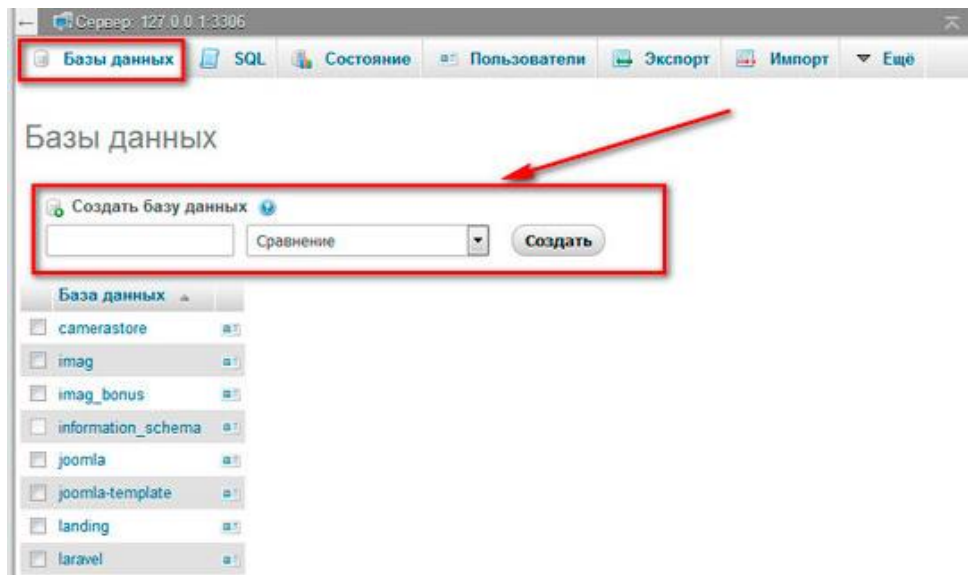 Сервер: 127.0.0.1:3306
Базы данных SQL Состояние Пользователи Экспорт Импорт Ещё
Базы данных
Создать базу данных
Сравнение Создать
База данных
camerastore
imag
imag_bonus
information_schema
joomla
joomla-template
landing
laravel